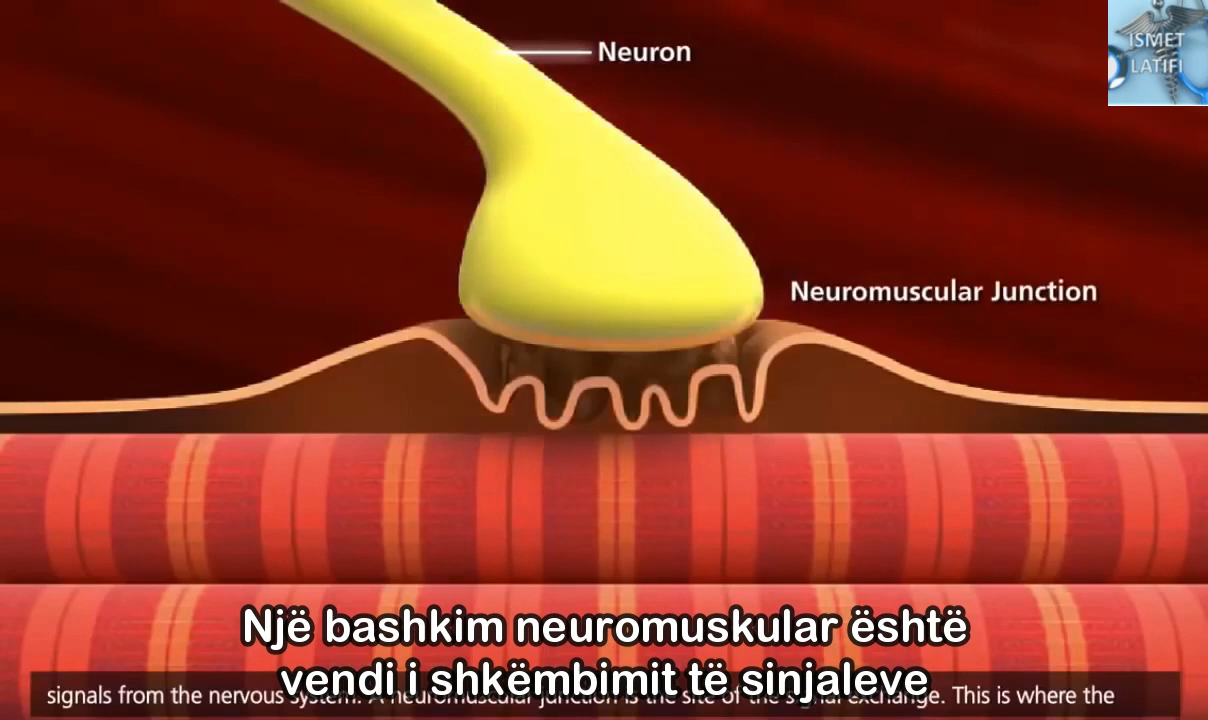 ISMET
LATIFI
Neuron
Neuromuscular Junction
Një bashkim neuromuskular është
vendi i shkëmbimit të sinjaleve
signals from the nervous system. A neuromuscular junction is the site of the signal exchange. This is where the